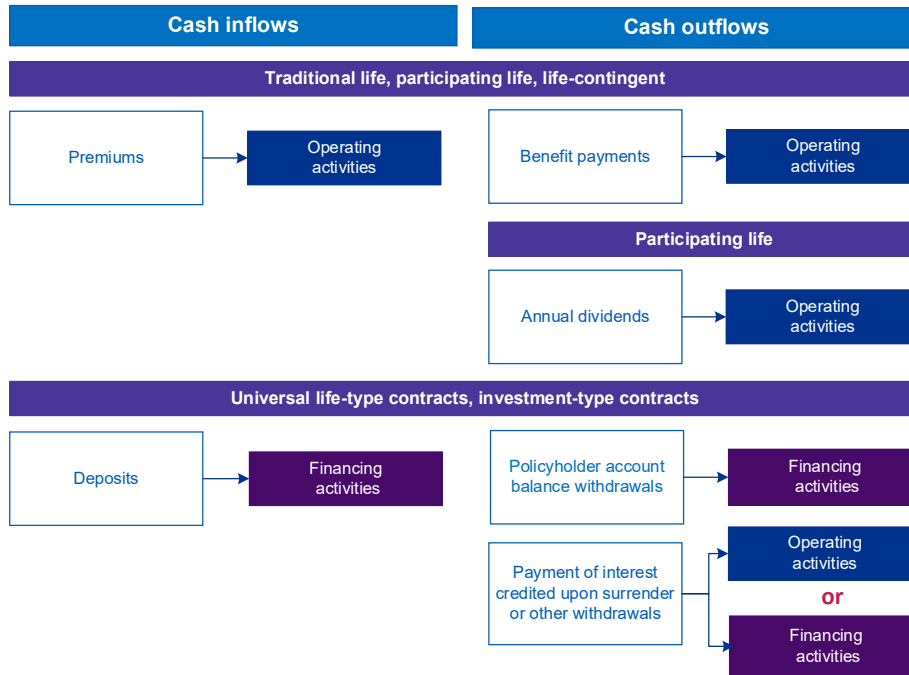 Cash inflows
Cash outflows
Traditional life, participating life, life-contingent
Premiums
Operating
activities
Benefit payments
Operating
activities
Participating life
Annual dividends
Operating
activities
Universal life-type contracts, investment-type contracts
Deposits
Financing
activities
Policyholder account
balance withdrawals
Financing
activities
Payment of interest
credited upon surrender
or other withdrawals
Operating
activities
or
Financing
activities